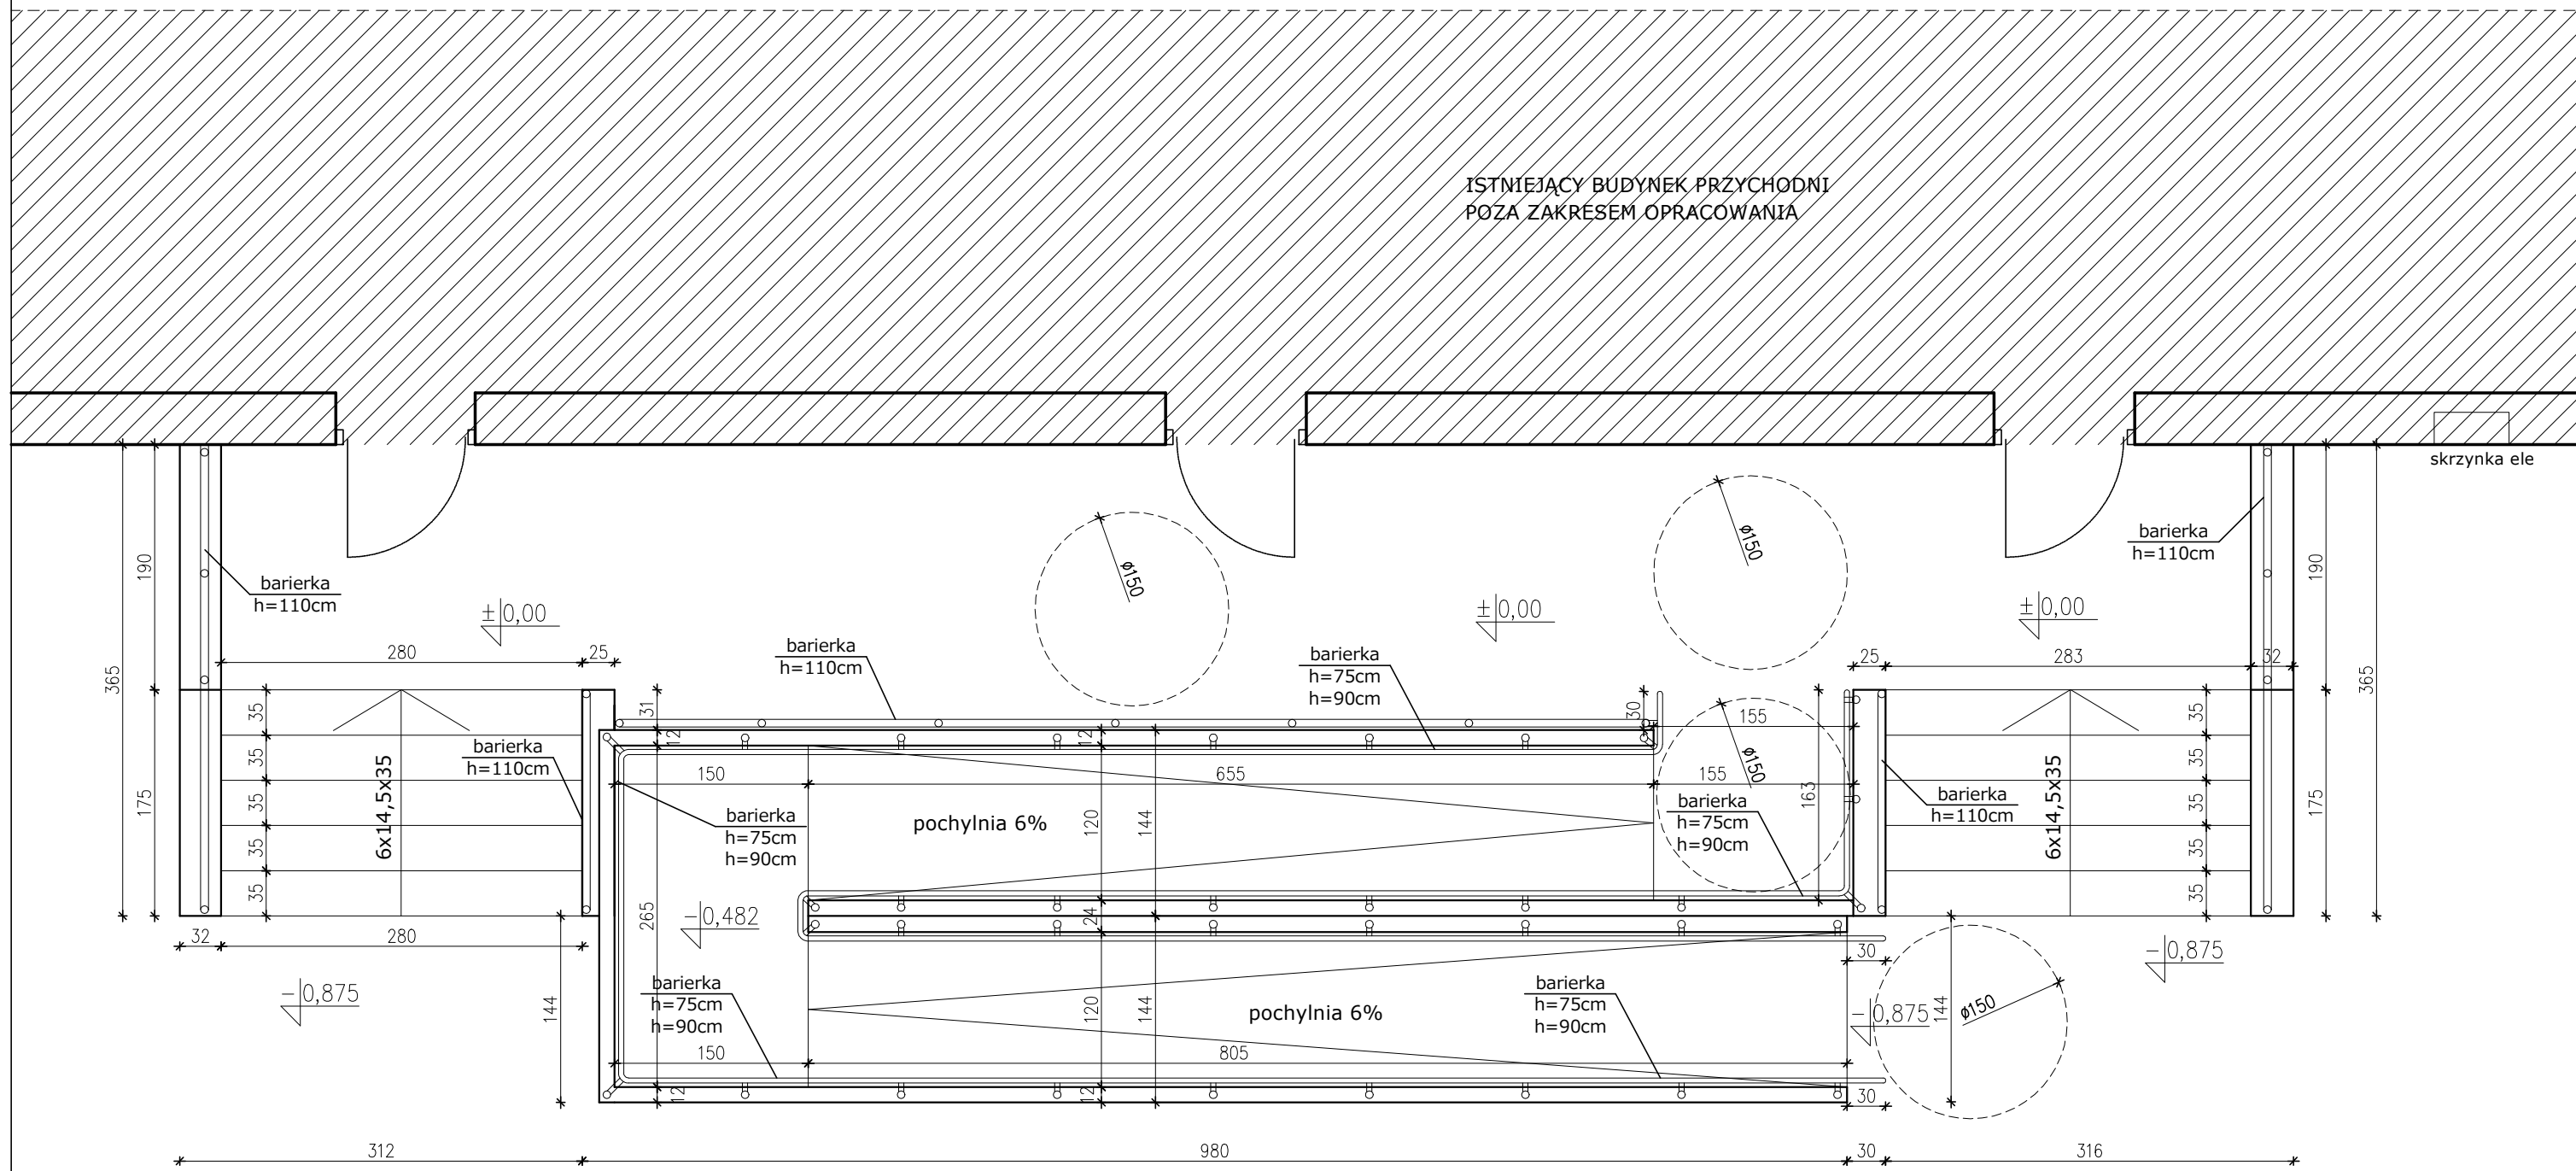 ISTNIEJĄCY BUDYNEK PRZYCHODNI
POZA ZAKRESEM OPRACOWANIA
skrzynka ele
barierka
h=110cm
barierka
h=110cm
ø150
ø150
±0,00
±0,00
±0,00
190
365
175
190
365
175
280
25
25
283
32
barierka
h=110cm
barierka
h=75cm
h=90cm
31
12
12
30
155
35
35
35
35
35
6x14,5x35
barierka
h=110cm
150
655
155
ø150
163
barierka
h=75cm
h=90cm
pochylnia 6%
120
144
barierka
h=75cm
h=90cm
barierka
h=110cm
6x14,5x35
35
35
35
35
35
265
-0,482
24
32
280
30
-0,875
-0,875
144
barierka
h=75cm
h=90cm
120
144
pochylnia 6%
barierka
h=75cm
h=90cm
-0,875
144
ø150
150
805
12
12
30
312
980
30
316